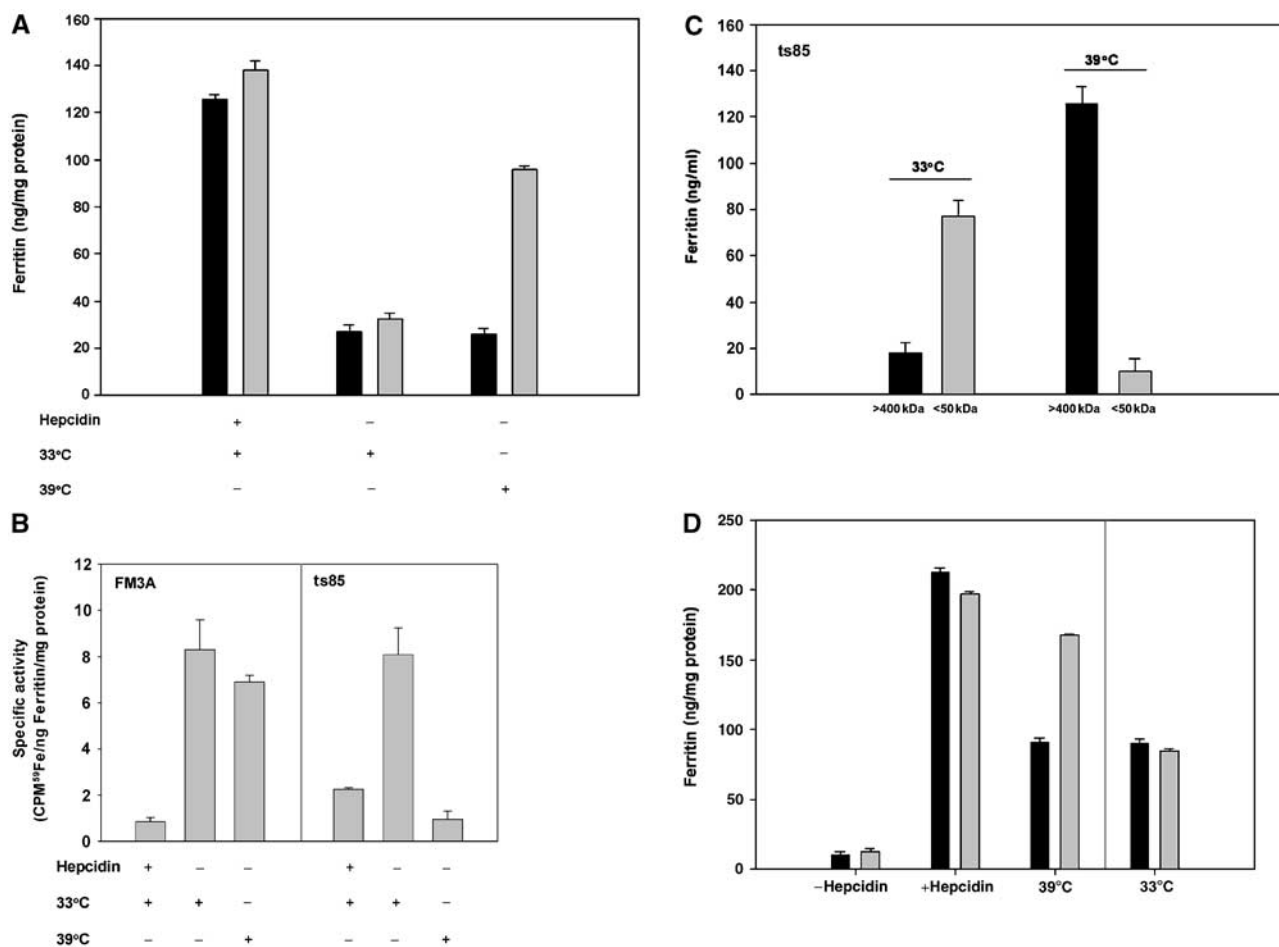 A
160
140
120
100
80
60
40
20
0
Ferritin (ng/mg protein)
Hepcidin + − −
33°C + + −
39°C − − +
B
12
10
8
6
4
2
0
Specific activity
(CPM⁵⁹Fe/ng Ferritin/mg protein)
FM3A ts85
Hepcidin + − − + − −
33°C + + − + + −
39°C − − + − − +
C
160
140
120
100
80
60
40
20
0
Ferritin (ng/ml)
ts85
33°C
39°C
>400 kDa <50 kDa >400 kDa <50 kDa
D
250
200
150
100
50
0
Ferritin (ng/mg protein)
−Hepcidin +Hepcidin 39°C 33°C